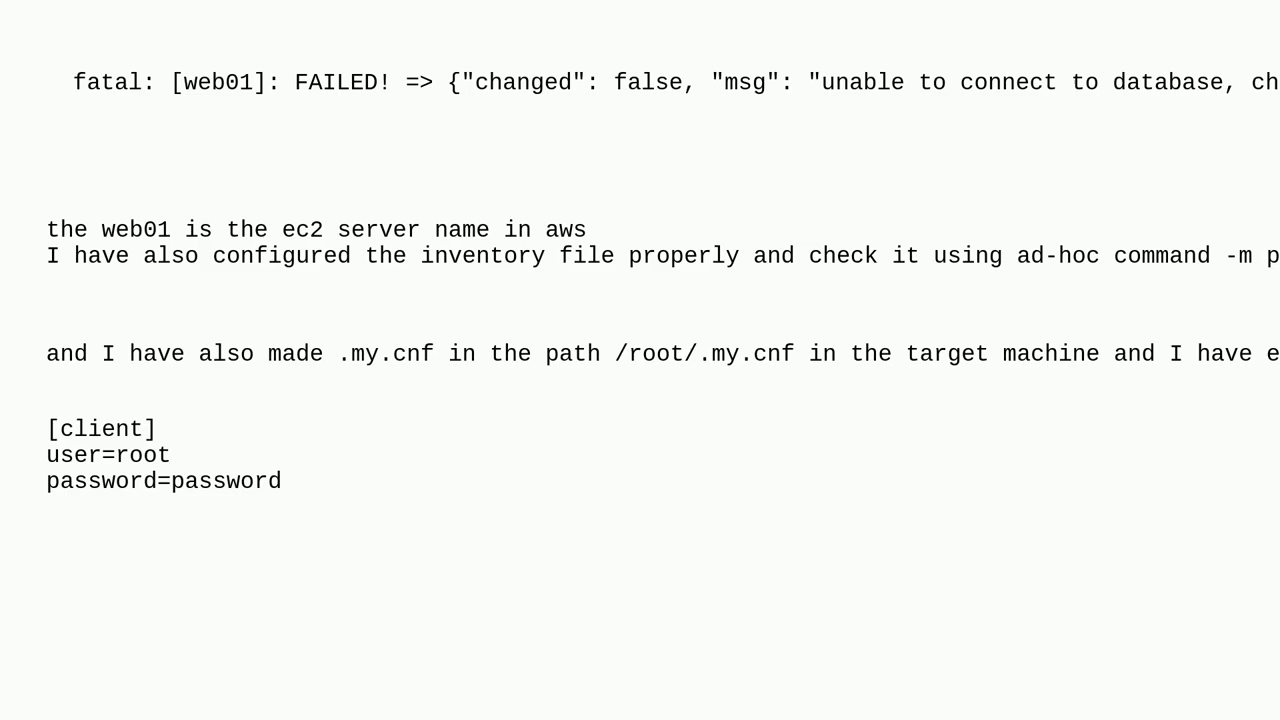 fatal: [web01]: FAILED! => {"changed": false, "msg": "unable to connect to database, ch
the web01 is the ec2 server name in aws
I have also configured the inventory file properly and check it using ad-hoc command -m p
and I have also made .my.cnf in the path /root/.my.cnf in the target machine and I have e
[client]
user=root
password=password